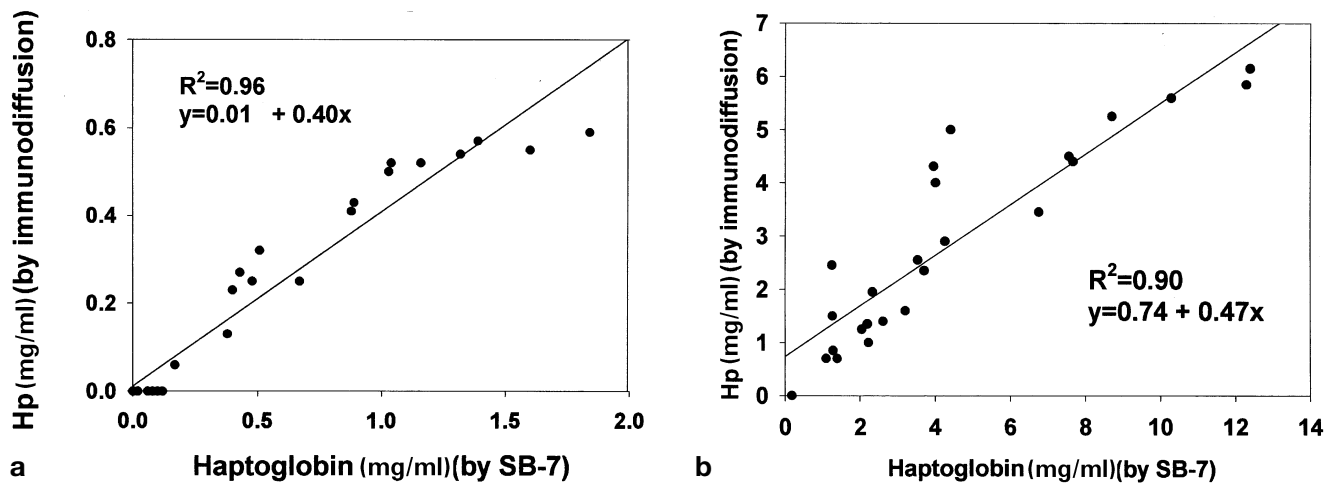 a
Hp (mg/ml) (by immunodiffusion)
0.8
0.6
0.4
0.2
0.0
R²=0.96
y=0.01 + 0.40x
0.0 0.5 1.0 1.5 2.0
Haptoglobin (mg/ml)(by SB-7)
b
Hp (mg/ml) (by immunodiffusion)
7
6
5
4
3
2
1
0
R²=0.90
y=0.74 + 0.47x
0 2 4 6 8 10 12 14
Haptoglobin (mg/ml)(by SB-7)